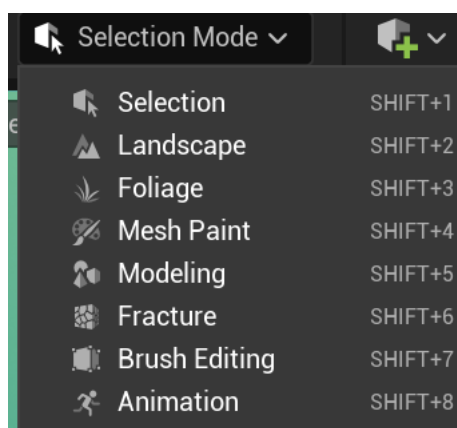 Selection Mode
Selection SHIFT+1
Landscape SHIFT+2
Foliage SHIFT+3
Mesh Paint SHIFT+4
Modeling SHIFT+5
Fracture SHIFT+6
Brush Editing SHIFT+7
Animation SHIFT+8